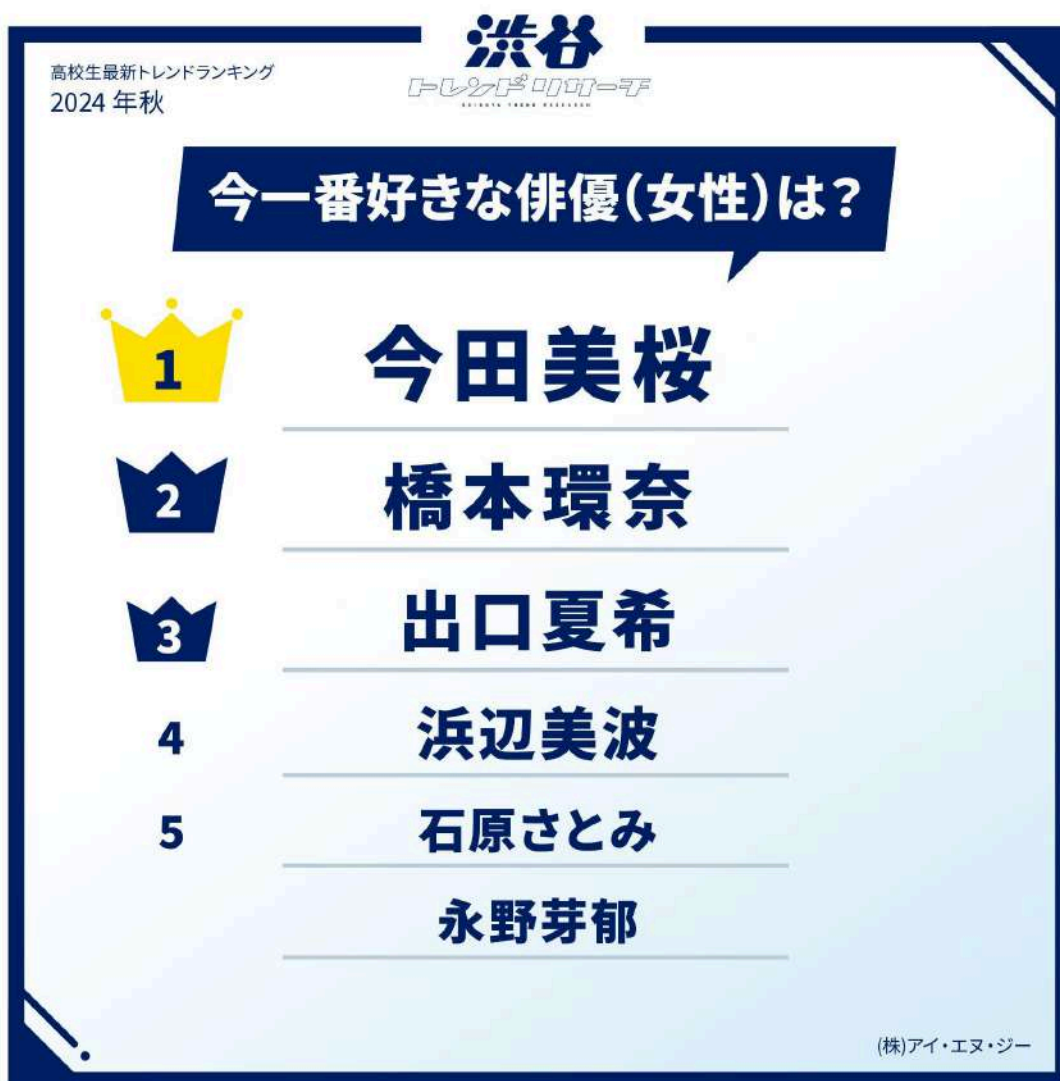 渋谷
トレンドリサーチ
SHIBUYA TREND RESEARCH
高校生最新トレンドランキング
2024 年秋
今一番好きな俳優(女性)は?
1 今田美桜
2 橋本環奈
3 出口夏希
4 浜辺美波
5 石原さとみ
永野芽郁
(株)アイ・エヌ・ジー